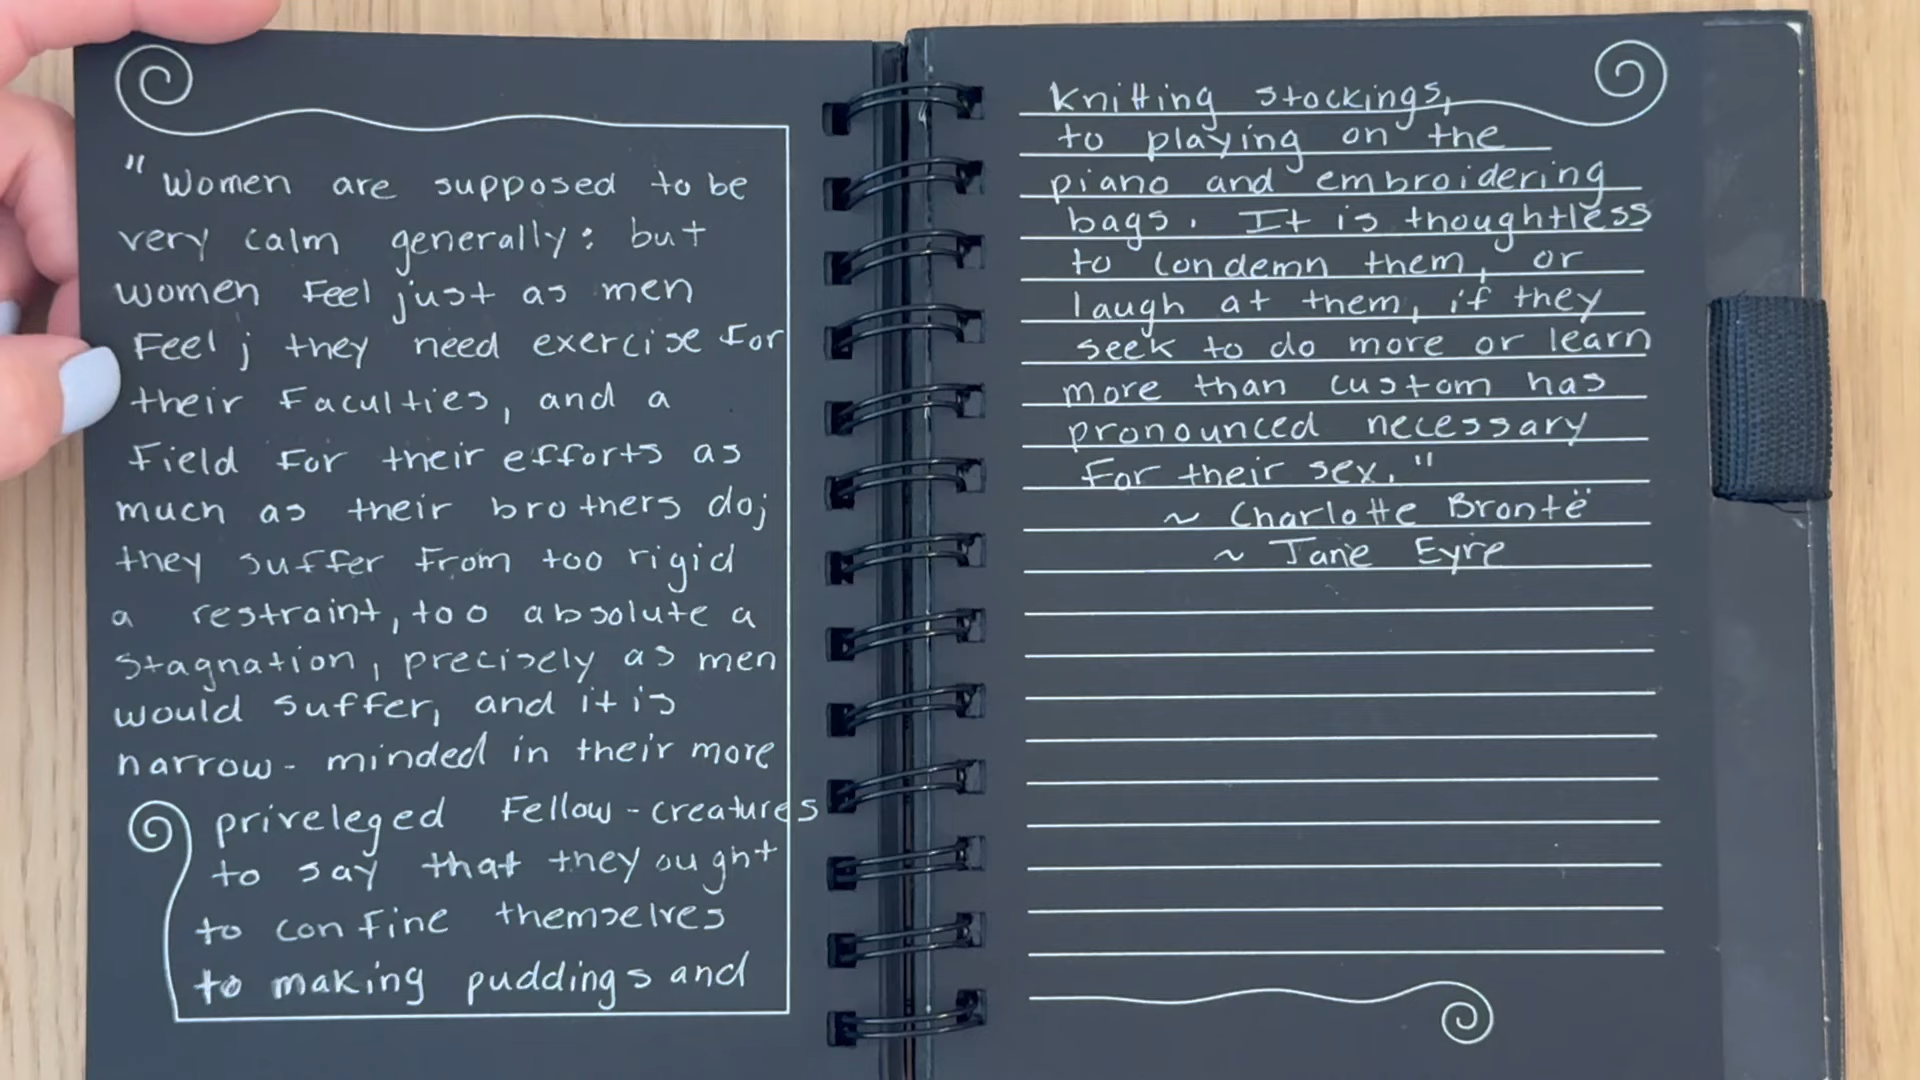 "Women are supposed to be
very calm generally: but
women feel just as men
feel; they need exercise for
their faculties, and a
field for their efforts as
much as their brothers do;
they suffer from too rigid
a restraint, too absolute a
stagnation, precisely as men
would suffer, and it is
narrow-minded in their more
priveleged fellow-creatures
to say that they ought
to confine themselves
to making puddings and
knitting stockings,
to playing on the
piano and embroidering
bags. It is thoughtless
to condemn them, or
laugh at them, if they
seek to do more or learn
more than custom has
pronounced necessary
for their sex."
~ Charlotte Brontë
~ Jane Eyre